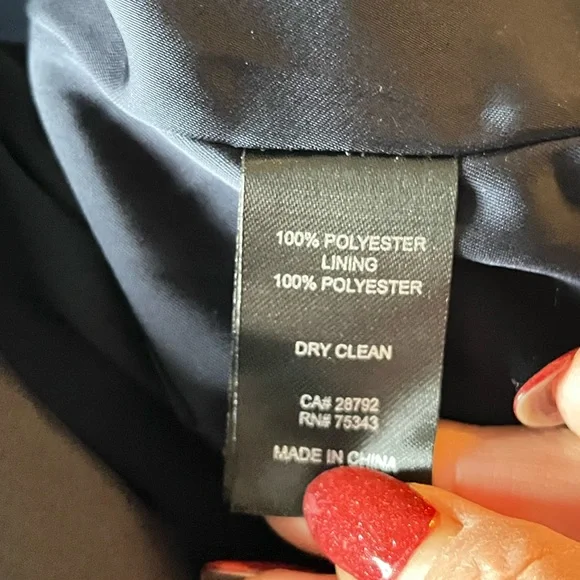 100% POLYESTER
LINING
100% POLYESTER
DRY CLEAN
CA# 28792
RN# 75343
MADE IN CHINA